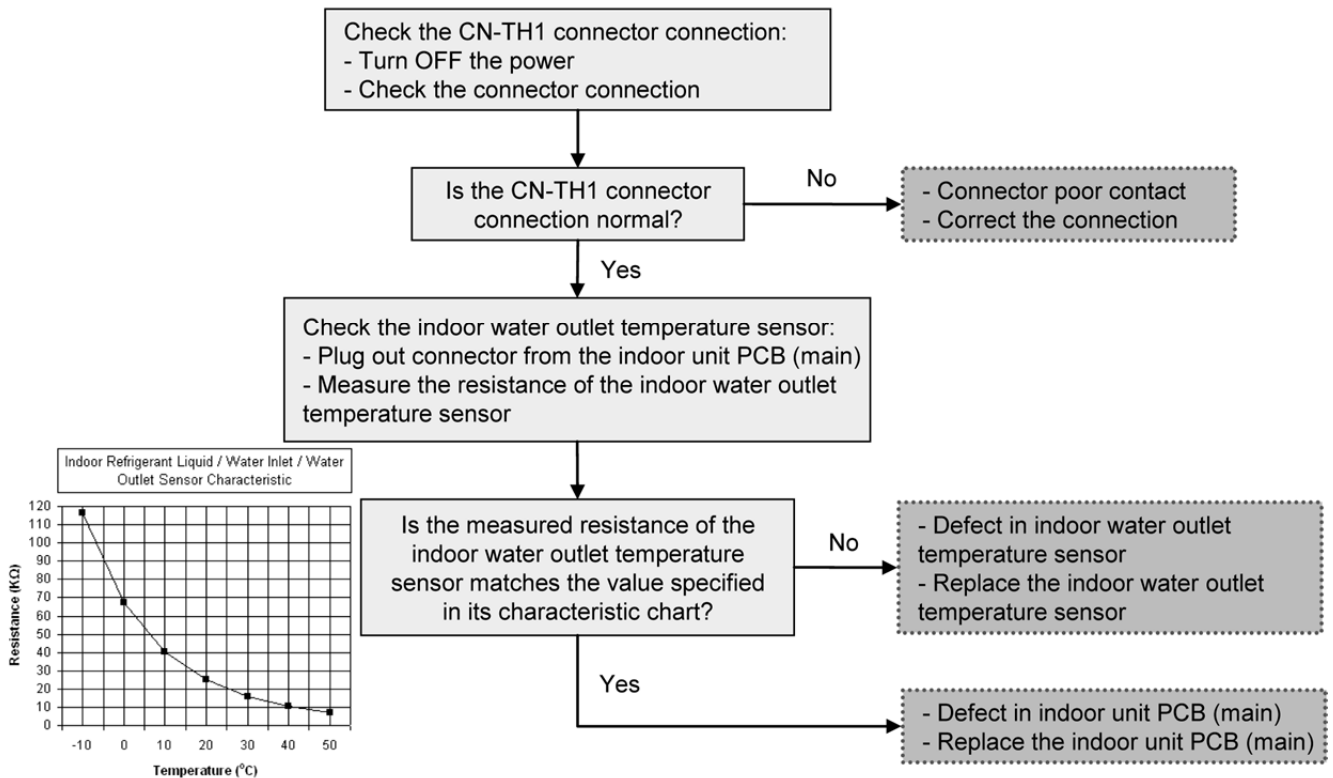 Check the CN-TH1 connector connection:
- Turn OFF the power
- Check the connector connection
Is the CN-TH1 connector
connection normal?
No
- Connector poor contact
- Correct the connection
Yes
Check the indoor water outlet temperature sensor:
- Plug out connector from the indoor unit PCB (main)
- Measure the resistance of the indoor water outlet
temperature sensor
Indoor Refrigerant Liquid / Water Inlet / Water
Outlet Sensor Characteristic
120
110
100
90
80
70
60
50
40
30
20
10
0
Resistance (KΩ)
-10 0 10 20 30 40 50
Temperature (°C)
Is the measured resistance of the
indoor water outlet temperature
sensor matches the value specified
in its characteristic chart?
No
- Defect in indoor water outlet
temperature sensor
- Replace the indoor water outlet
temperature sensor
Yes
- Defect in indoor unit PCB (main)
- Replace the indoor unit PCB (main)